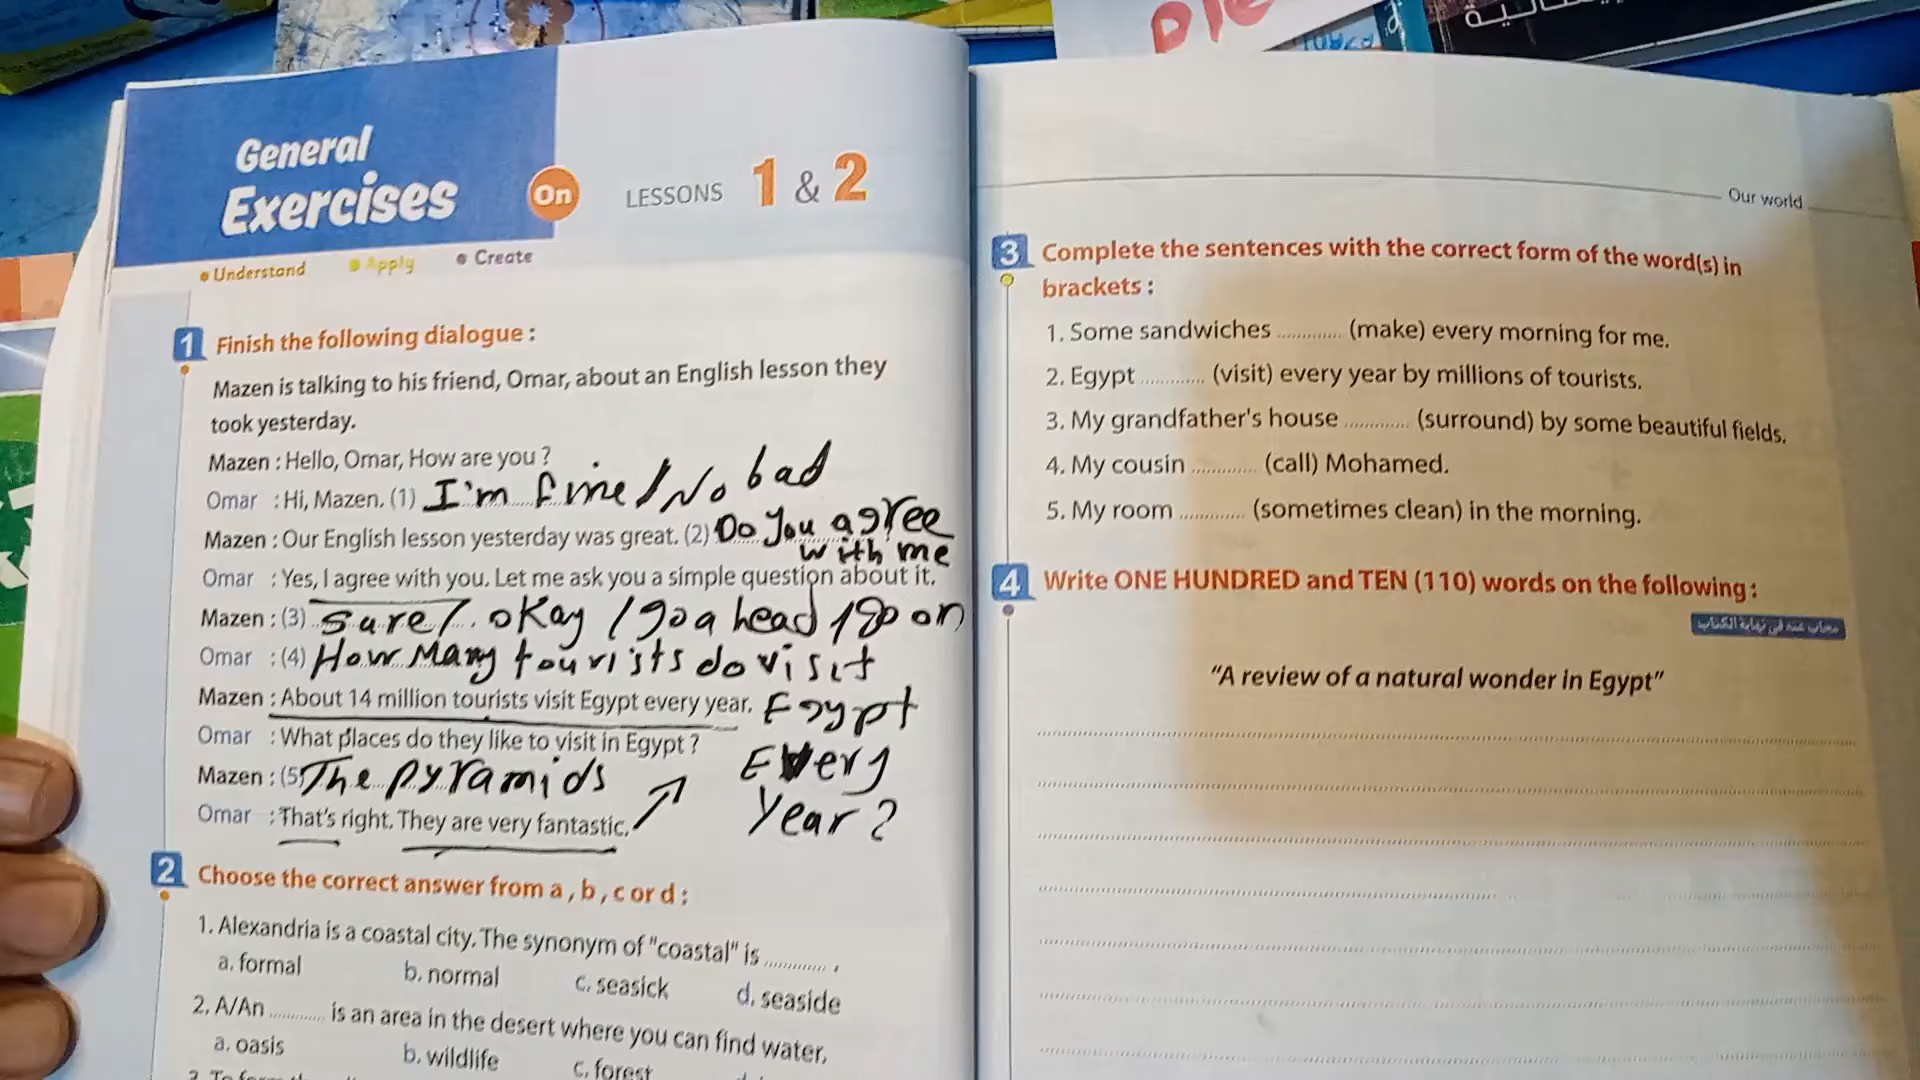 General
Exercises
On
LESSONS 1 & 2
Understand
Apply
Create
1 Finish the following dialogue :
Mazen is talking to his friend, Omar, about an English lesson they
took yesterday.
Mazen : Hello, Omar, How are you ?
Omar : Hi, Mazen. (1) I'm fine / No bad
Mazen : Our English lesson yesterday was great. (2) Do you agree
with me
Omar : Yes, I agree with you. Let me ask you a simple question about it.
Mazen : (3) Sure / okay / go a head / go on
Omar : (4) How Many tourists do visit
Mazen : About 14 million tourists visit Egypt every year. Egypt
Omar : What places do they like to visit in Egypt ?
Every
Mazen : (5) The pyramids
Year ?
Omar : That's right. They are very fantastic.
2 Choose the correct answer from a , b , c or d :
1. Alexandria is a coastal city. The synonym of "coastal" is ............. .
a. formal b. normal c. seasick d. seaside
2. A/An ............. is an area in the desert where you can find water.
a. oasis b. wildlife c. forest
Our world
3 Complete the sentences with the correct form of the word(s) in
brackets :
1. Some sandwiches ............. (make) every morning for me.
2. Egypt ............. (visit) every year by millions of tourists.
3. My grandfather's house ............. (surround) by some beautiful fields.
4. My cousin ............. (call) Mohamed.
5. My room ............. (sometimes clean) in the morning.
4 Write ONE HUNDRED and TEN (110) words on the following :
مجاب عنه في نهاية الكتاب
"A review of a natural wonder in Egypt"